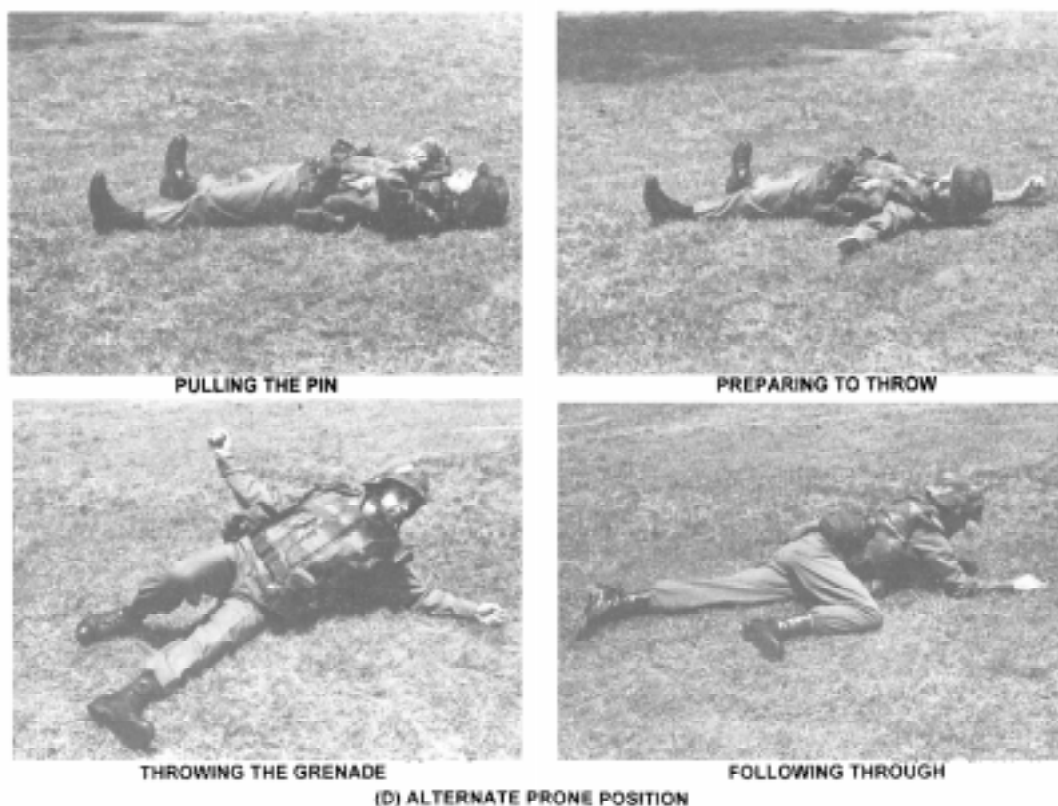 PULLING THE PIN
PREPARING TO THROW
THROWING THE GRENADE
FOLLOWING THROUGH
(D) ALTERNATE PRONE POSITION